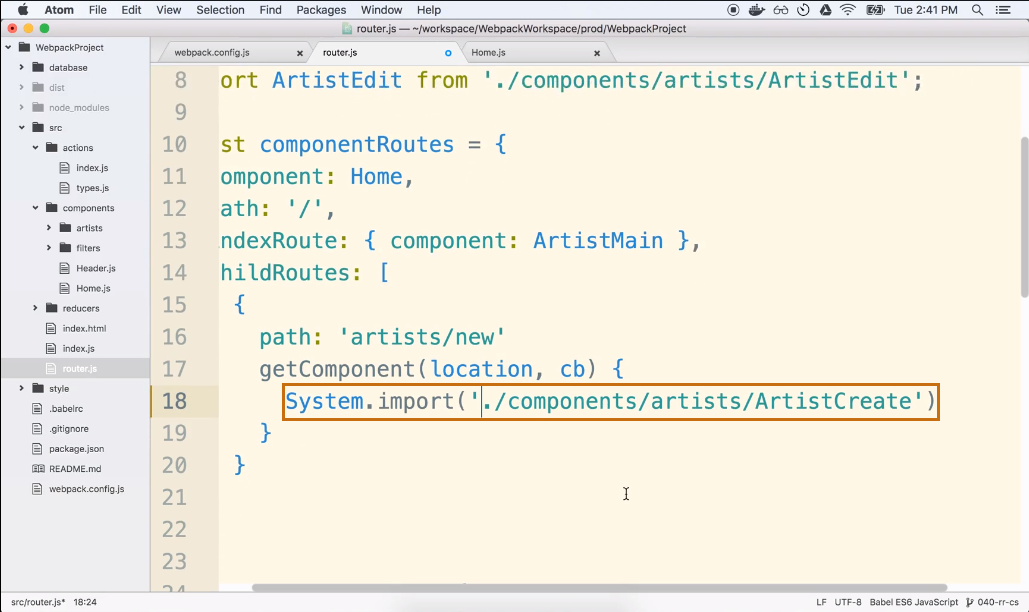 Atom File Edit View Selection Find Packages Window Help Tue 2:41 PM
router.js — ~/workspace/WebpackWorkspace/prod/WebpackProject
WebpackProject
database
dist
node_modules
src
actions
index.js
types.js
components
artists
filters
Header.js
Home.js
reducers
index.html
index.js
router.js
style
.babelrc
.gitignore
package.json
README.md
webpack.config.js
webpack.config.js router.js Home.js
8 ort ArtistEdit from './components/artists/ArtistEdit';
9
10 st componentRoutes = {
11 omponent: Home,
12 ath: '/',
13 ndexRoute: { component: ArtistMain },
14 hildRoutes: [
15 {
16 path: 'artists/new'
17 getComponent(location, cb) {
18 System.import('./components/artists/ArtistCreate')
19 }
20 }
21
22
23
24
src/router.js* 18:24 LF UTF-8 Babel ES6 JavaScript 040-rr-cs